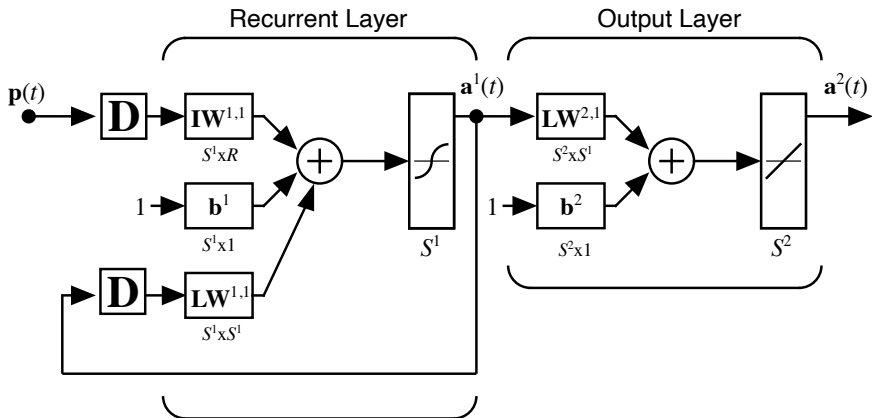 Recurrent Layer
Output Layer
p(t)
D
IW¹,¹
S¹xR
a¹(t)
LW²,¹
S²xS¹
a²(t)
1
b¹
S¹x1
S¹
1
b²
S²x1
S²
D
LW¹,¹
S¹xS¹